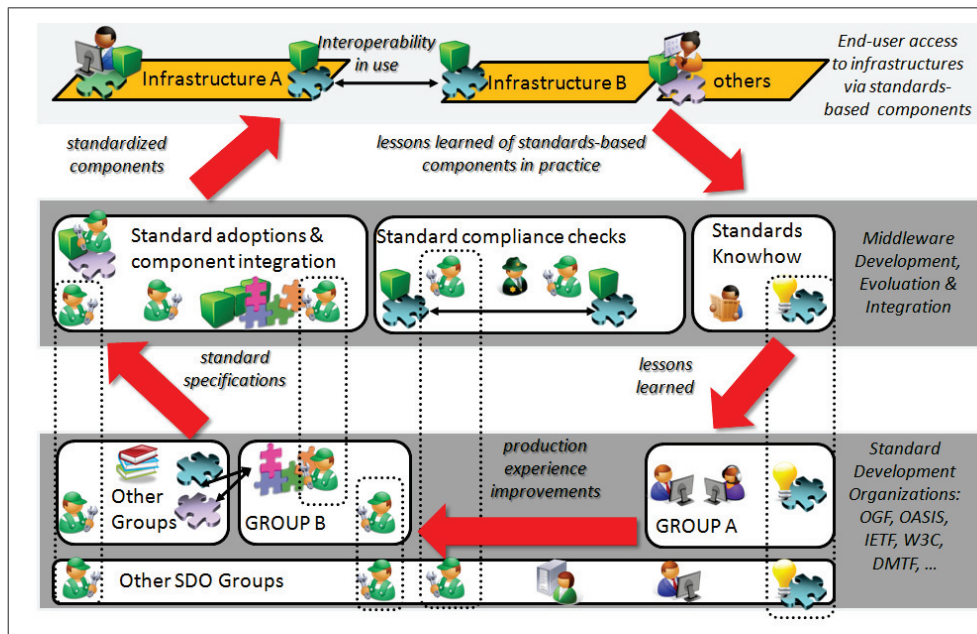 Interoperability
in use
Infrastructure A
Infrastructure B
others
End-user access
to infrastructures
via standards-
based components
standardized
components
lessons learned of standards-based
components in practice
Standard adoptions &
component integration
Standard compliance checks
Standards
Knowhow
Middleware
Development,
Evolution &
Integration
standard
specifications
lessons
learned
Other
Groups
GROUP B
production
experience
improvements
GROUP A
Standard
Development
Organizations:
OGF, OASIS,
IETF, W3C,
DMTF, ...
Other SDO Groups